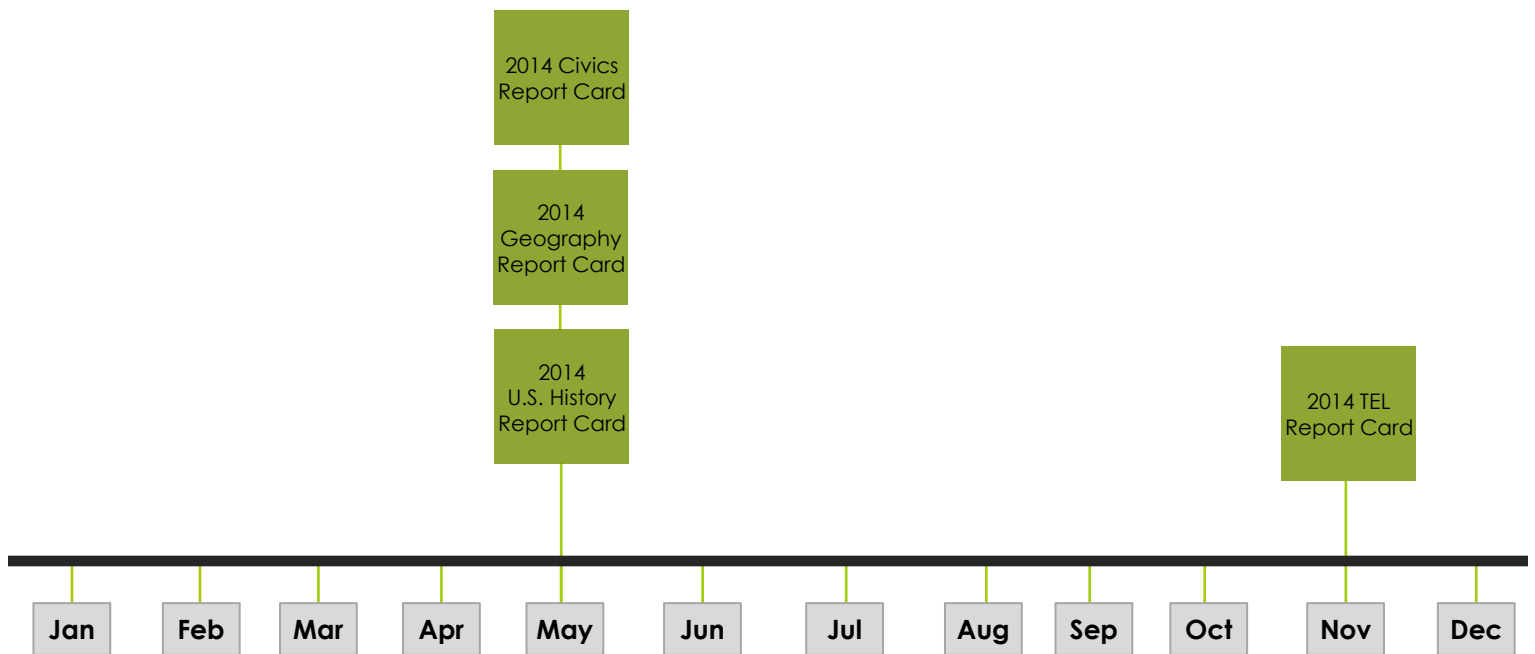 2014 Civics
Report Card
2014
Geography
Report Card
2014
U.S. History
Report Card
2014 TEL
Report Card
Jan
Feb
Mar
Apr
May
Jun
Jul
Aug
Sep
Oct
Nov
Dec